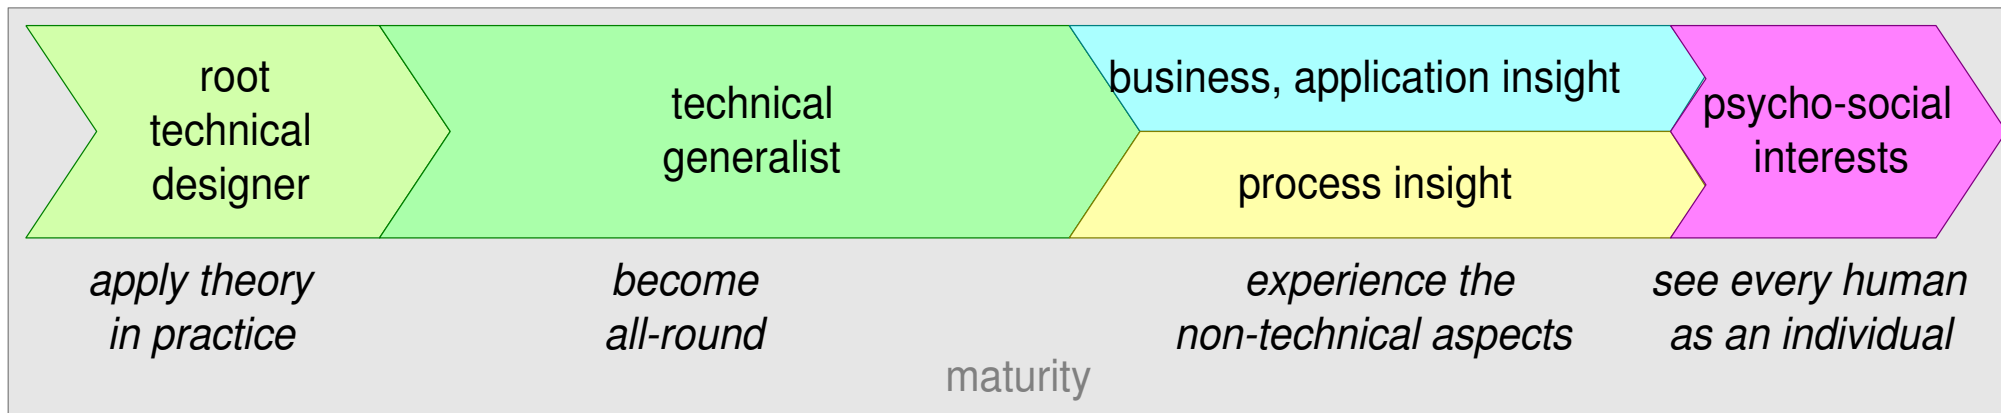 root
technical
designer
technical
generalist
business, application insight
process insight
psycho-social
interests
apply theory
in practice
become
all-round
experience the
non-technical aspects
see every human
as an individual
maturity